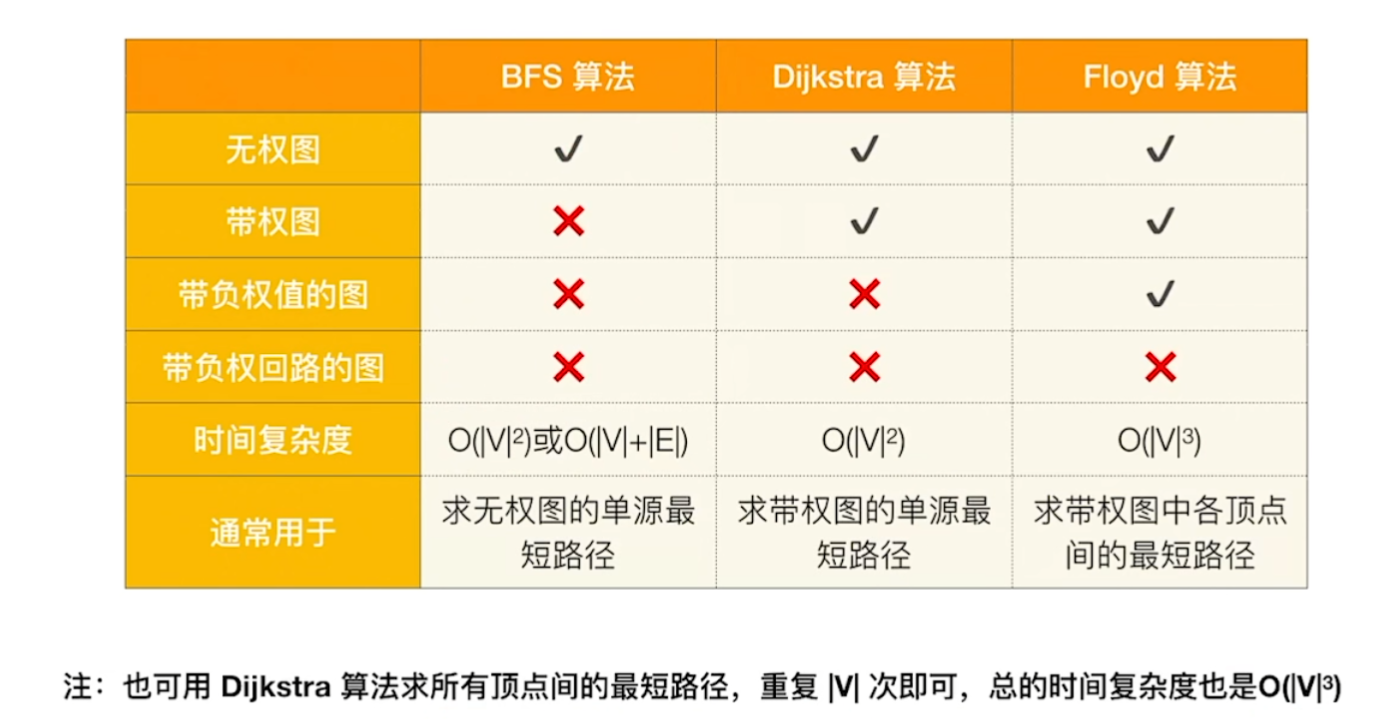 BFS 算法 Dijkstra 算法 Floyd 算法
无权图 ✓ ✓ ✓
带权图 ❌ ✓ ✓
带负权值的图 ❌ ❌ ✓
带负权回路的图 ❌ ❌ ❌
时间复杂度 O(|V|²)或O(|V|+|E|) O(|V|²) O(|V|³)
通常用于
求无权图的单源最
短路径
求带权图的单源最
短路径
求带权图中各顶点
间的最短路径
注：也可用 Dijkstra 算法求所有顶点间的最短路径，重复 |V| 次即可，总的时间复杂度也是O(|V|³)